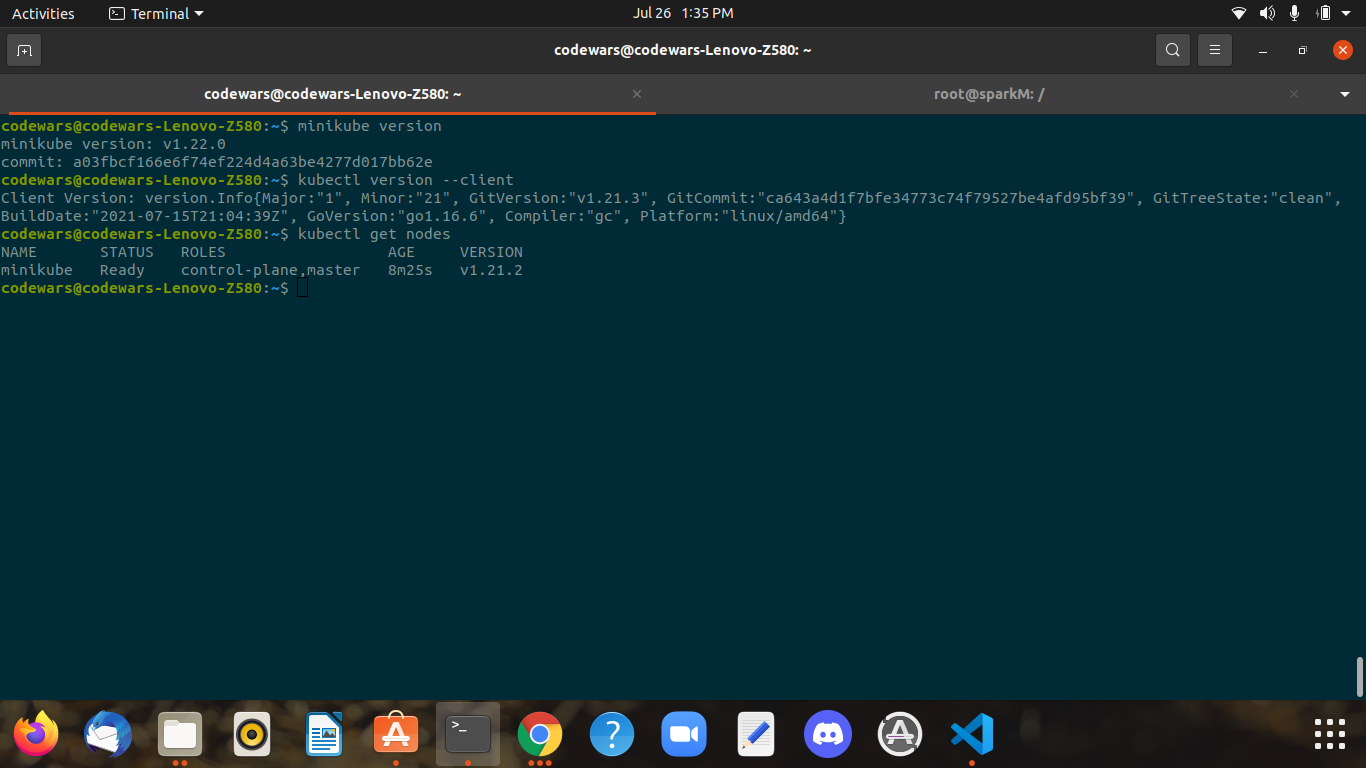 Activities
Terminal
Jul 26 1:35 PM
codewars@codewars-Lenovo-Z580: ~
codewars@codewars-Lenovo-Z580: ~
root@sparkM: /
codewars@codewars-Lenovo-Z580:~$ minikube version
minikube version: v1.22.0
commit: a03fbcf166e6f74ef224d4a63be4277d017bb62e
codewars@codewars-Lenovo-Z580:~$ kubectl version --client
Client Version: version.Info{Major:"1", Minor:"21", GitVersion:"v1.21.3", GitCommit:"ca643a4d1f7bfe34773c74f79527be4afd95bf39", GitTreeState:"clean",
BuildDate:"2021-07-15T21:04:39Z", GoVersion:"go1.16.6", Compiler:"gc", Platform:"linux/amd64"}
codewars@codewars-Lenovo-Z580:~$ kubectl get nodes
NAME STATUS ROLES AGE VERSION
minikube Ready control-plane,master 8m25s v1.21.2
codewars@codewars-Lenovo-Z580:~$